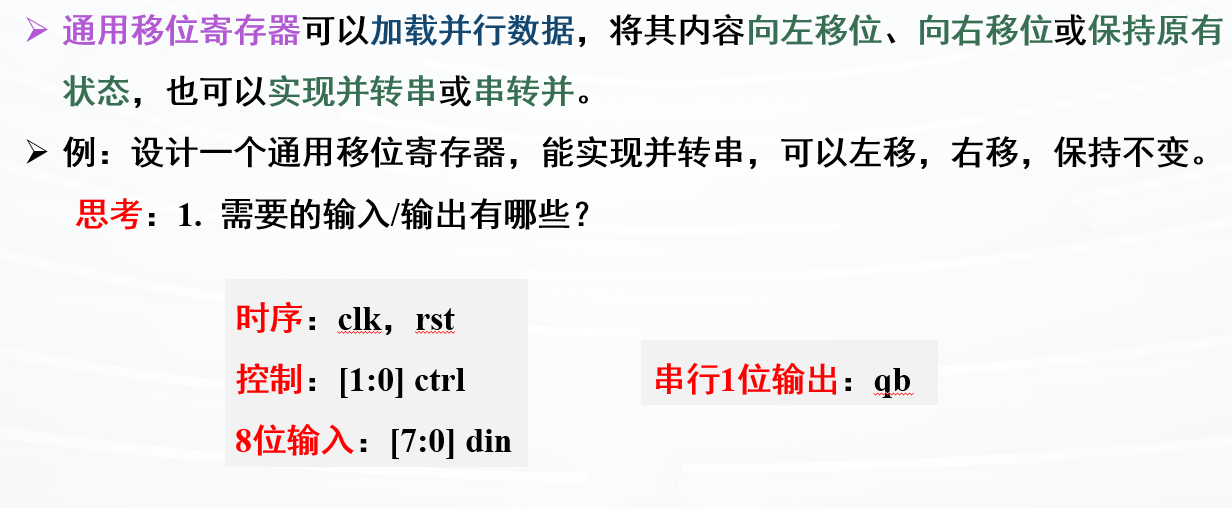 ➢ 通用移位寄存器可以加载并行数据，将其内容向左移位、向右移位或保持原有
状态，也可以实现并转串或串转并。
➢ 例：设计一个通用移位寄存器，能实现并转串，可以左移，右移，保持不变。
思考：1. 需要的输入/输出有哪些？
时序：clk，rst
控制：[1:0] ctrl
8位输入：[7:0] din
串行1位输出：qb